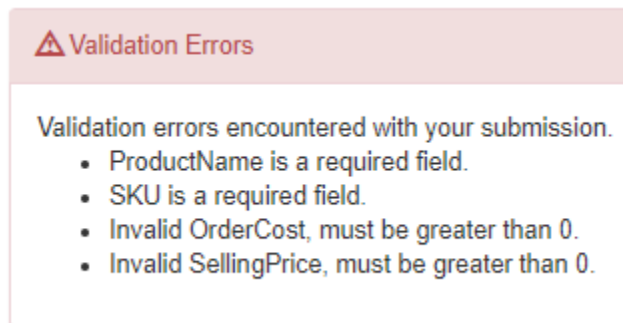 Validation Errors
Validation errors encountered with your submission.
• ProductName is a required field.
• SKU is a required field.
• Invalid OrderCost, must be greater than 0.
• Invalid SellingPrice, must be greater than 0.